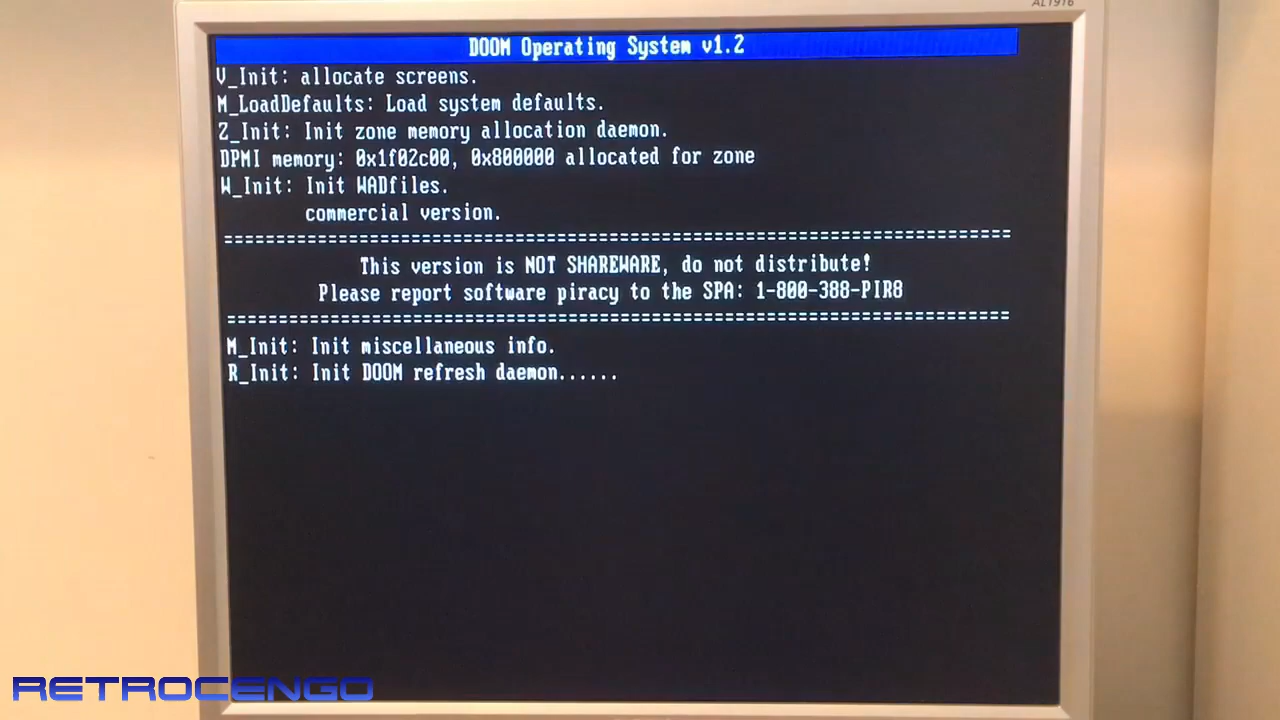 AL1916
DOOM Operating System v1.2
V_Init: allocate screens.
M_LoadDefaults: Load system defaults.
Z_Init: Init zone memory allocation daemon.
DPMI memory: 0x1f02c00, 0x800000 allocated for zone
W_Init: Init WADfiles.
commercial version.
===========================================================================
This version is NOT SHAREWARE, do not distribute!
Please report software piracy to the SPA: 1-800-388-PIR8
===========================================================================
M_Init: Init miscellaneous info.
R_Init: Init DOOM refresh daemon......
RETROCENGO